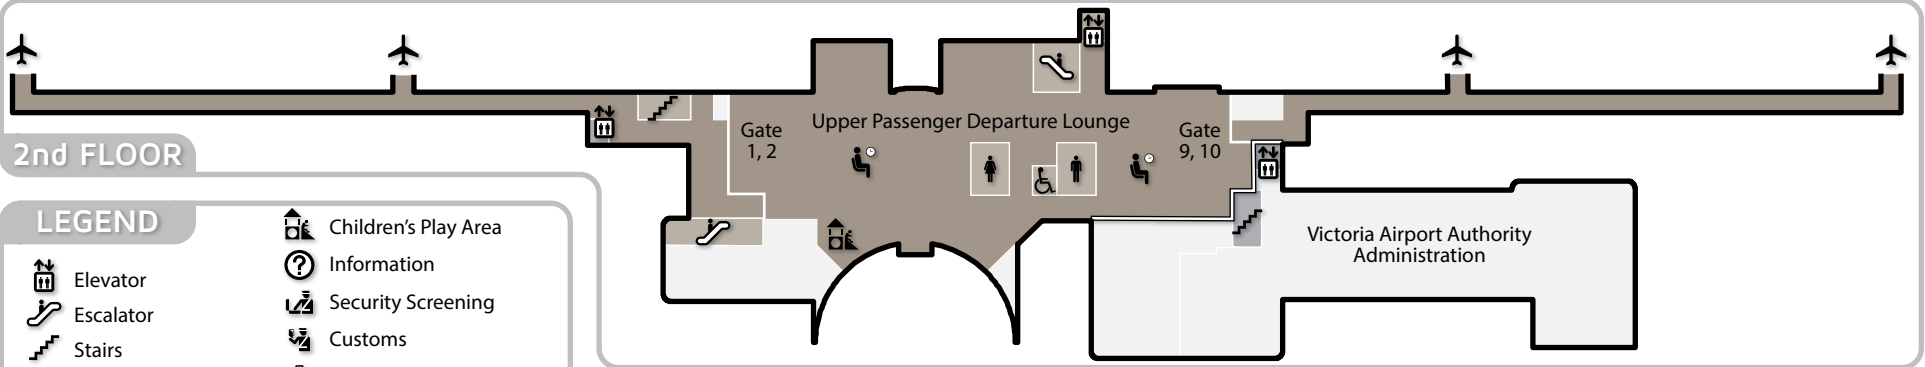 Upper Passenger Departure Lounge
Gate
1, 2
Gate
9, 10
2nd FLOOR
LEGEND
Elevator
Escalator
Stairs
Children’s Play Area
Information
Security Screening
Customs
Victoria Airport Authority
Administration